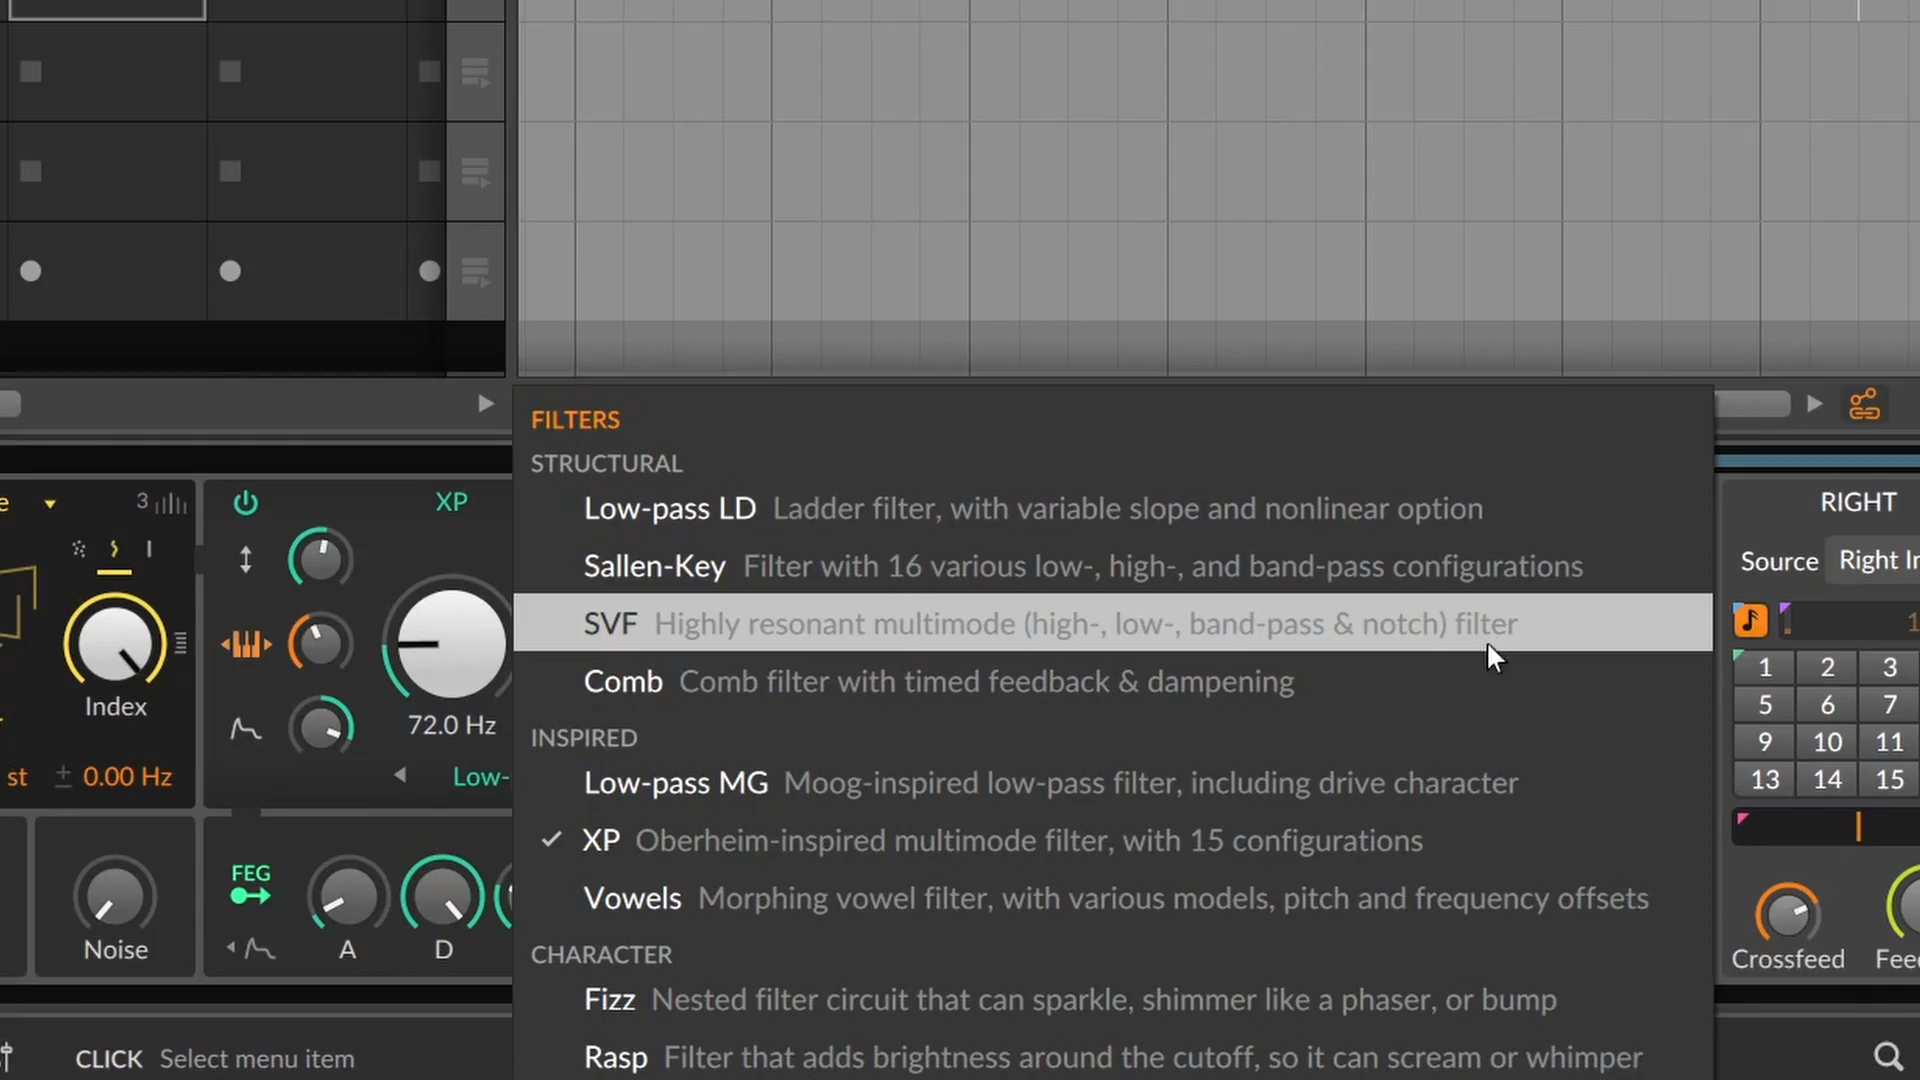 FILTERS
STRUCTURAL
Low-pass LD Ladder filter, with variable slope and nonlinear option
Sallen-Key Filter with 16 various low-, high-, and band-pass configurations
SVF Highly resonant multimode (high-, low-, band-pass & notch) filter
Comb Comb filter with timed feedback & dampening
INSPIRED
Low-pass MG Moog-inspired low-pass filter, including drive character
XP Oberheim-inspired multimode filter, with 15 configurations
Vowels Morphing vowel filter, with various models, pitch and frequency offsets
CHARACTER
Fizz Nested filter circuit that can sparkle, shimmer like a phaser, or bump
Rasp Filter that adds brightness around the cutoff, so it can scream or whimper
e
3
Index
st ± 0.00 Hz
Noise
XP
72.0 Hz
Low-
FEG
A D
RIGHT
Source Right In
1
1 2 3
5 6 7
9 10 11
13 14 15
Crossfeed Feed
CLICK Select menu item